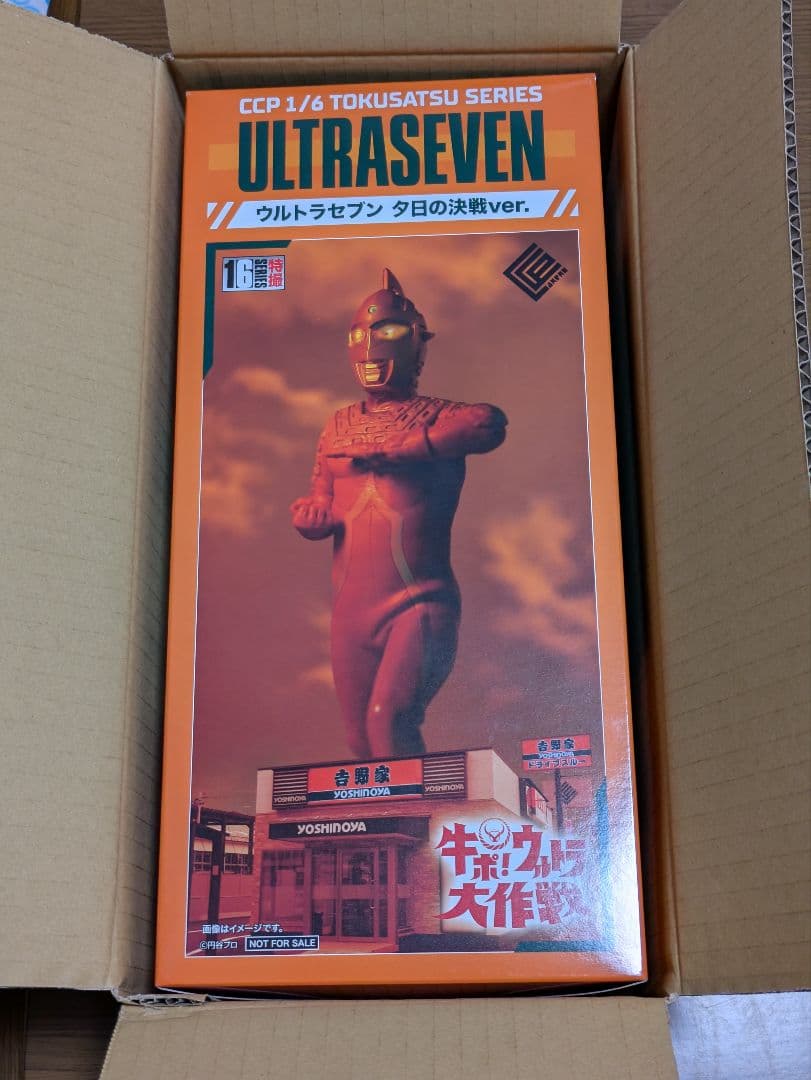 CCP 1/6 TOKUSATSU SERIES
ULTRASEVEN
ウルトラセブン 夕日の決戦ver.
1/6
SERIES
特撮
JAPAN
吉野家
YOSHINOYA
YOSHINOYA
YOSHINOYA
YOSHINOYA
吉野家
YOSHINOYA
ドライブスルー
牛ポ!ウルトラ
大作戦
画像はイメージです。
©円谷プロ NOT FOR SALE